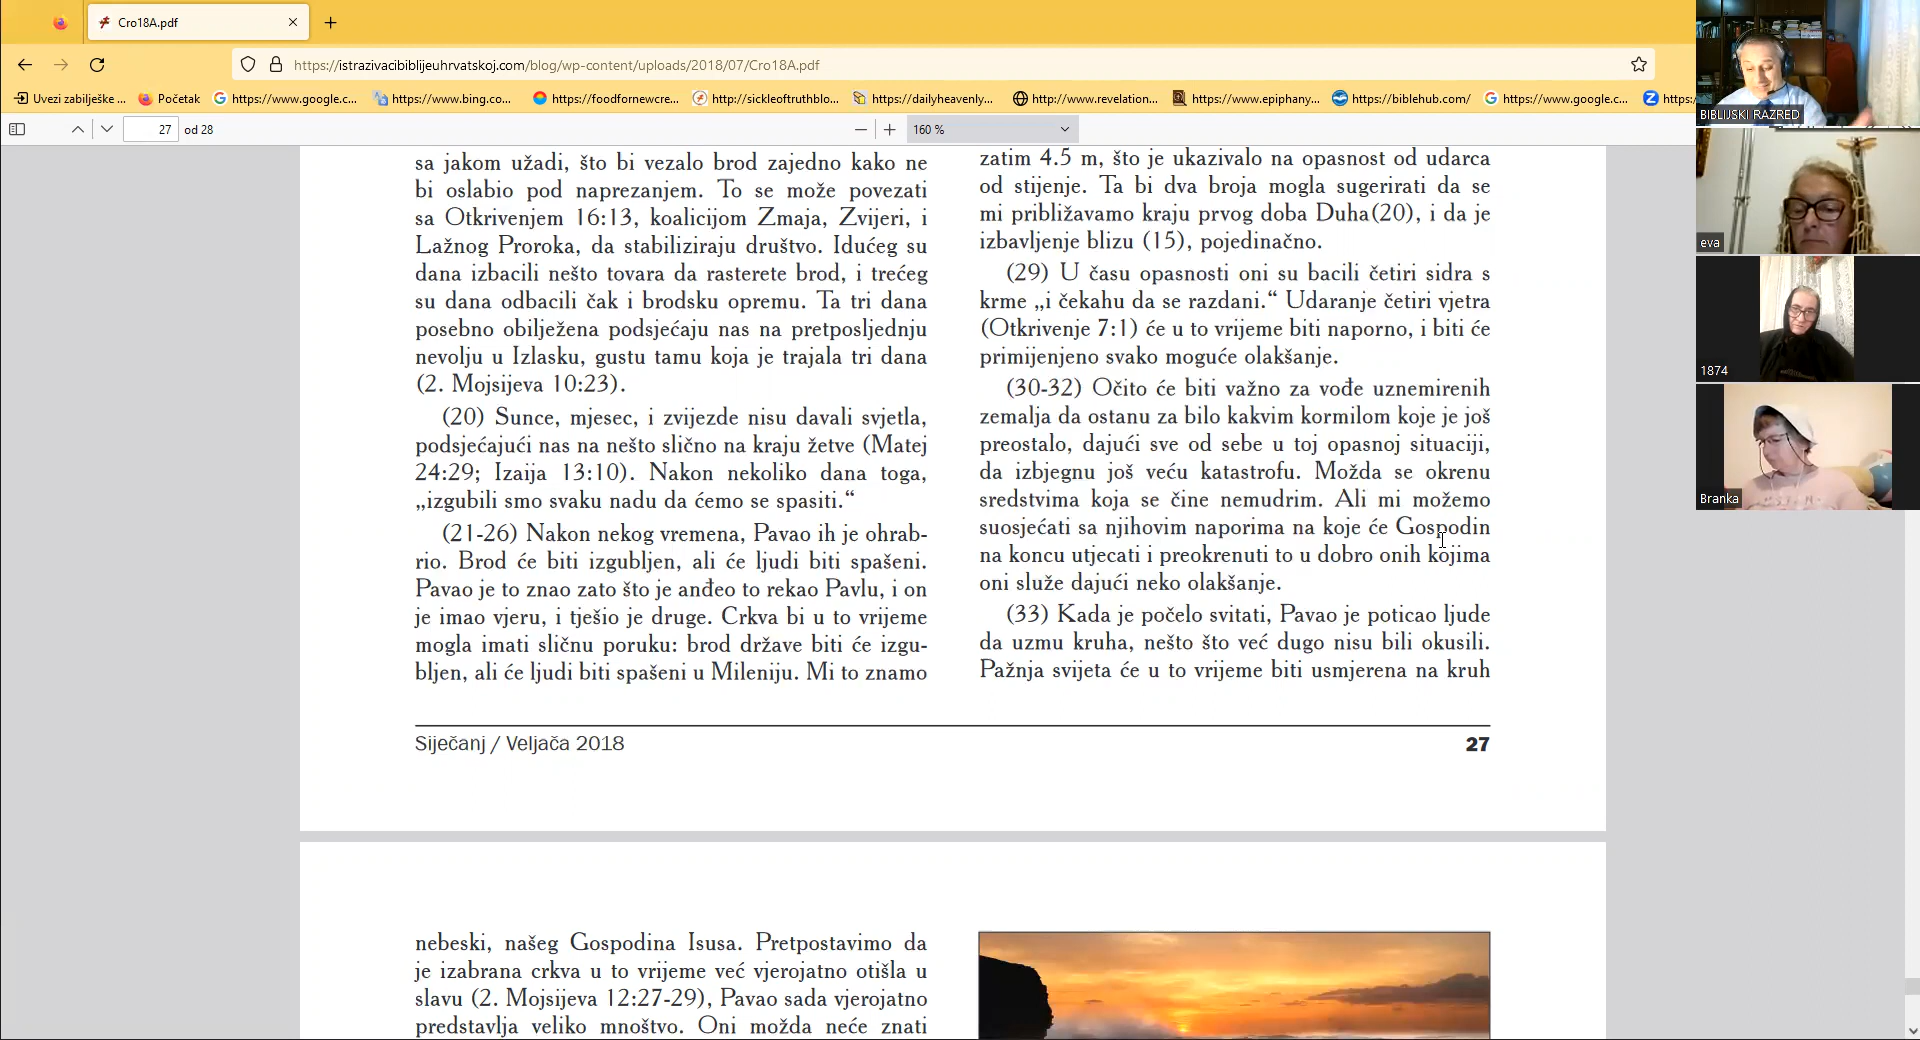 Cro18A.pdf
https://istrazivacibiblijeuhrvatskoj.com/blog/wp-content/uploads/2018/07/Cro18A.pdf
Uvezi zabilješke ...
Početak
https://www.google.c...
https://www.bing.co...
https://foodfornewcre...
http://sickleoftruthblo...
https://dailyheavenly...
http://www.revelation...
https://www.epiphany...
https://biblehub.com/
https://www.google.c...
https:
27 od 28
160 %
sa jakom užadi, što bi vezalo brod zajedno kako ne
bi oslabio pod naprezanjem. To se može povezati
sa Otkrivenjem 16:13, koalicijom Zmaja, Zvijeri, i
Lažnog Proroka, da stabiliziraju društvo. Idućeg su
dana izbacili nešto tovara da rasterete brod, i trećeg
su dana odbacili čak i brodsku opremu. Ta tri dana
posebno obilježena podsjećaju nas na pretposljednju
nevolju u Izlasku, gustu tamu koja je trajala tri dana
(2. Mojsijeva 10:23).
(20) Sunce, mjesec, i zvijezde nisu davali svjetla,
podsjećajući nas na nešto slično na kraju žetve (Matej
24:29; Izaija 13:10). Nakon nekoliko dana toga,
„izgubili smo svaku nadu da ćemo se spasiti.“
(21-26) Nakon nekog vremena, Pavao ih je ohrab-
rio. Brod će biti izgubljen, ali će ljudi biti spašeni.
Pavao je to znao zato što je anđeo to rekao Pavlu, i on
je imao vjeru, i tješio je druge. Crkva bi u to vrijeme
mogla imati sličnu poruku: brod države biti će izgu-
bljen, ali će ljudi biti spašeni u Mileniju. Mi to znamo
zatim 4.5 m, što je ukazivalo na opasnost od udarca
od stijenje. Ta bi dva broja mogla sugerirati da se
mi približavamo kraju prvog doba Duha(20), i da je
izbavljenje blizu (15), pojedinačno.
(29) U času opasnosti oni su bacili četiri sidra s
krme „i čekahu da se razdani.“ Udaranje četiri vjetra
(Otkrivenje 7:1) će u to vrijeme biti naporno, i biti će
primijenjeno svako moguće olakšanje.
(30-32) Očito će biti važno za vođe uznemirenih
zemalja da ostanu za bilo kakvim kormilom koje je još
preostalo, dajući sve od sebe u toj opasnoj situaciji,
da izbjegnu još veću katastrofu. Možda se okrenu
sredstvima koja se čine nemudrim. Ali mi možemo
suosjećati sa njihovim naporima na koje će Gospodin
na koncu utjecati i preokrenuti to u dobro onih kojima
oni služe dajući neko olakšanje.
(33) Kada je počelo svitati, Pavao je poticao ljude
da uzmu kruha, nešto što već dugo nisu bili okusili.
Pažnja svijeta će u to vrijeme biti usmjerena na kruh
Siječanj / Veljača 2018
27
nebeski, našeg Gospodina Isusa. Pretpostavimo da
je izabrana crkva u to vrijeme već vjerojatno otišla u
slavu (2. Mojsijeva 12:27-29), Pavao sada vjerojatno
predstavlja veliko mnoštvo. Oni možda neće znati
BIBLIJSKI RAZRED
eva
1874
Branka